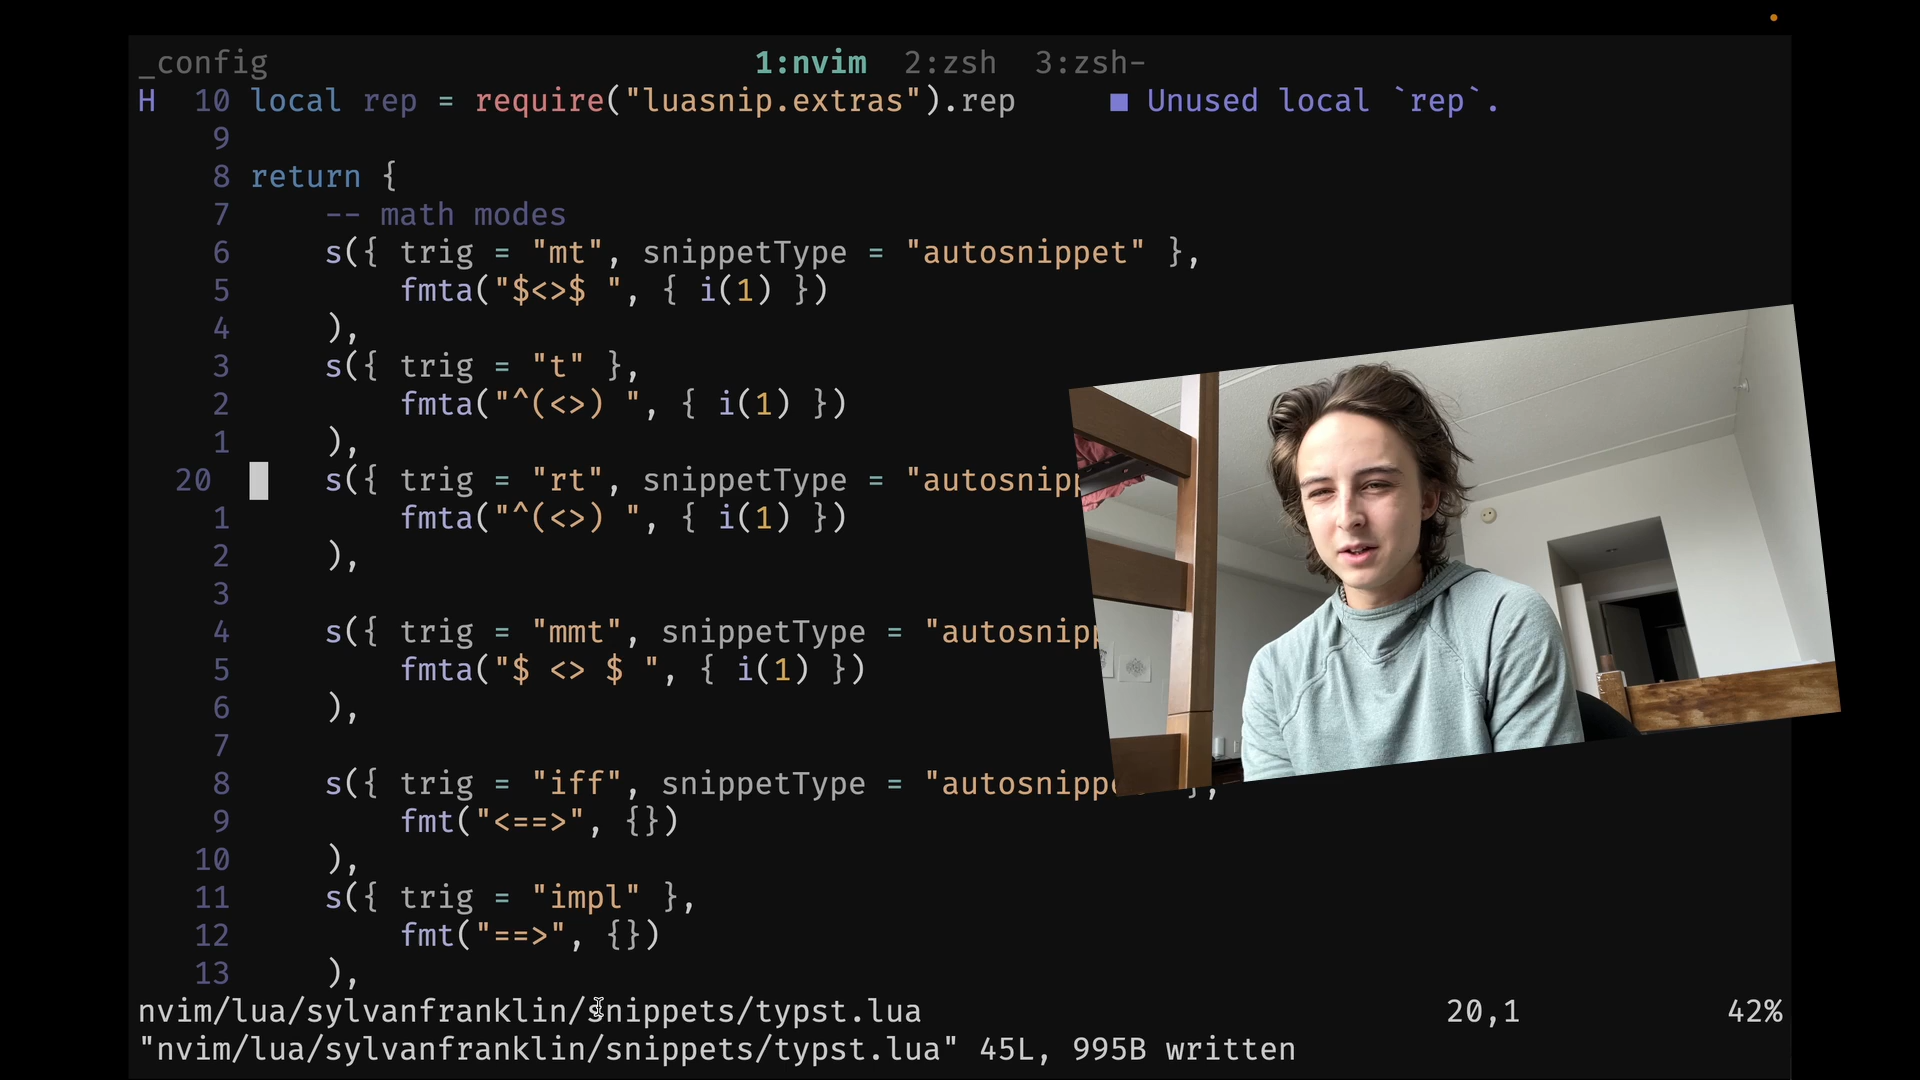 _config 1:nvim 2:zsh 3:zsh-
H 10 local rep = require("luasnip.extras").rep ■ Unused local `rep`.
9
8 return {
7 -- math modes
6 s({ trig = "mt", snippetType = "autosnippet" },
5 fmta("$<>$ ", { i(1) })
4 ),
3 s({ trig = "t" },
2 fmta("^(<>) ", { i(1) })
1 ),
20 s({ trig = "rt", snippetType = "autosnipp
1 fmta("^(<>) ", { i(1) })
2 ),
3
4 s({ trig = "mmt", snippetType = "autosnipp
5 fmta("$ <> $ ", { i(1) })
6 ),
7
8 s({ trig = "iff", snippetType = "autosnippe },
9 fmt("<==>", {})
10 ),
11 s({ trig = "impl" },
12 fmt("==>", {})
13 ),
nvim/lua/sylvanfranklin/snippets/typst.lua 20,1 42%
"nvim/lua/sylvanfranklin/snippets/typst.lua" 45L, 995B written